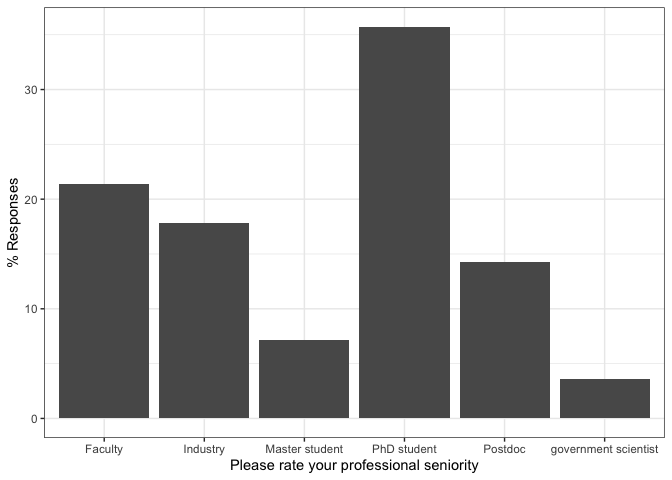 % Responses
30
20
10
0
Faculty Industry Master student PhD student Postdoc government scientist
Please rate your professional seniority